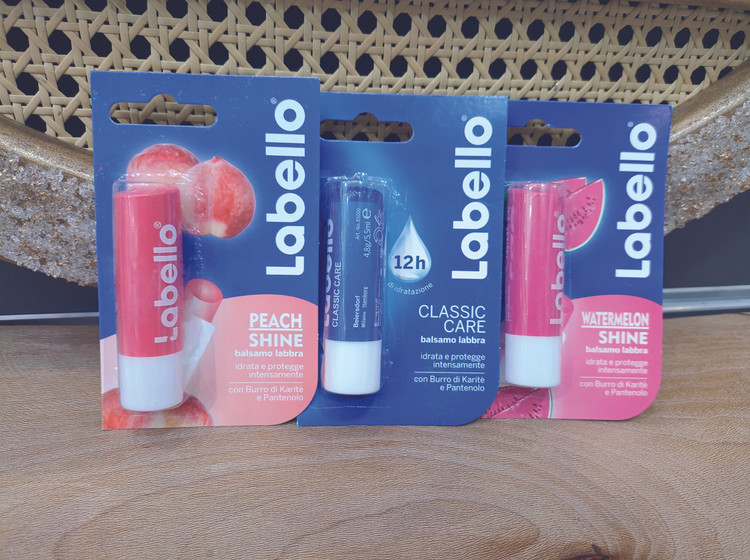 Labello®
Labello
PEACH
SHINE
balsamo labbra
idrata e protegge
intensamente
con Burro di Karité
e Pantenolo
Labello®
CLASSIC CARE
Beiersdorf
4,8g/5,5ml e
12h
di idratazione
CLASSIC
CARE
balsamo labbra
idrata e protegge
intensamente
con Burro di Karité
e Pantenolo
Labello®
Labello
WATERMELON
SHINE
balsamo labbra
idrata e protegge
intensamente
con Burro di Karité
e Pantenolo